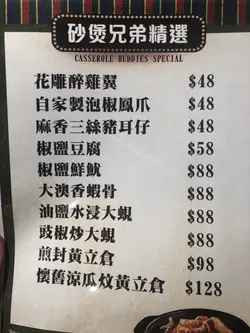 砂煲兄弟精選
CASSEROLE BUDDIES SPECIAL
花雕醉雞翼 $48
自家製泡椒鳳爪 $48
麻香三絲豬耳仔 $48
椒鹽豆腐 $58
椒鹽鮮魷 $88
大澳香蝦骨 $88
油鹽水浸大蜆 $88
豉椒炒大蜆 $88
煎封黃立倉 $98
懷舊涼瓜炆黃立倉 $128